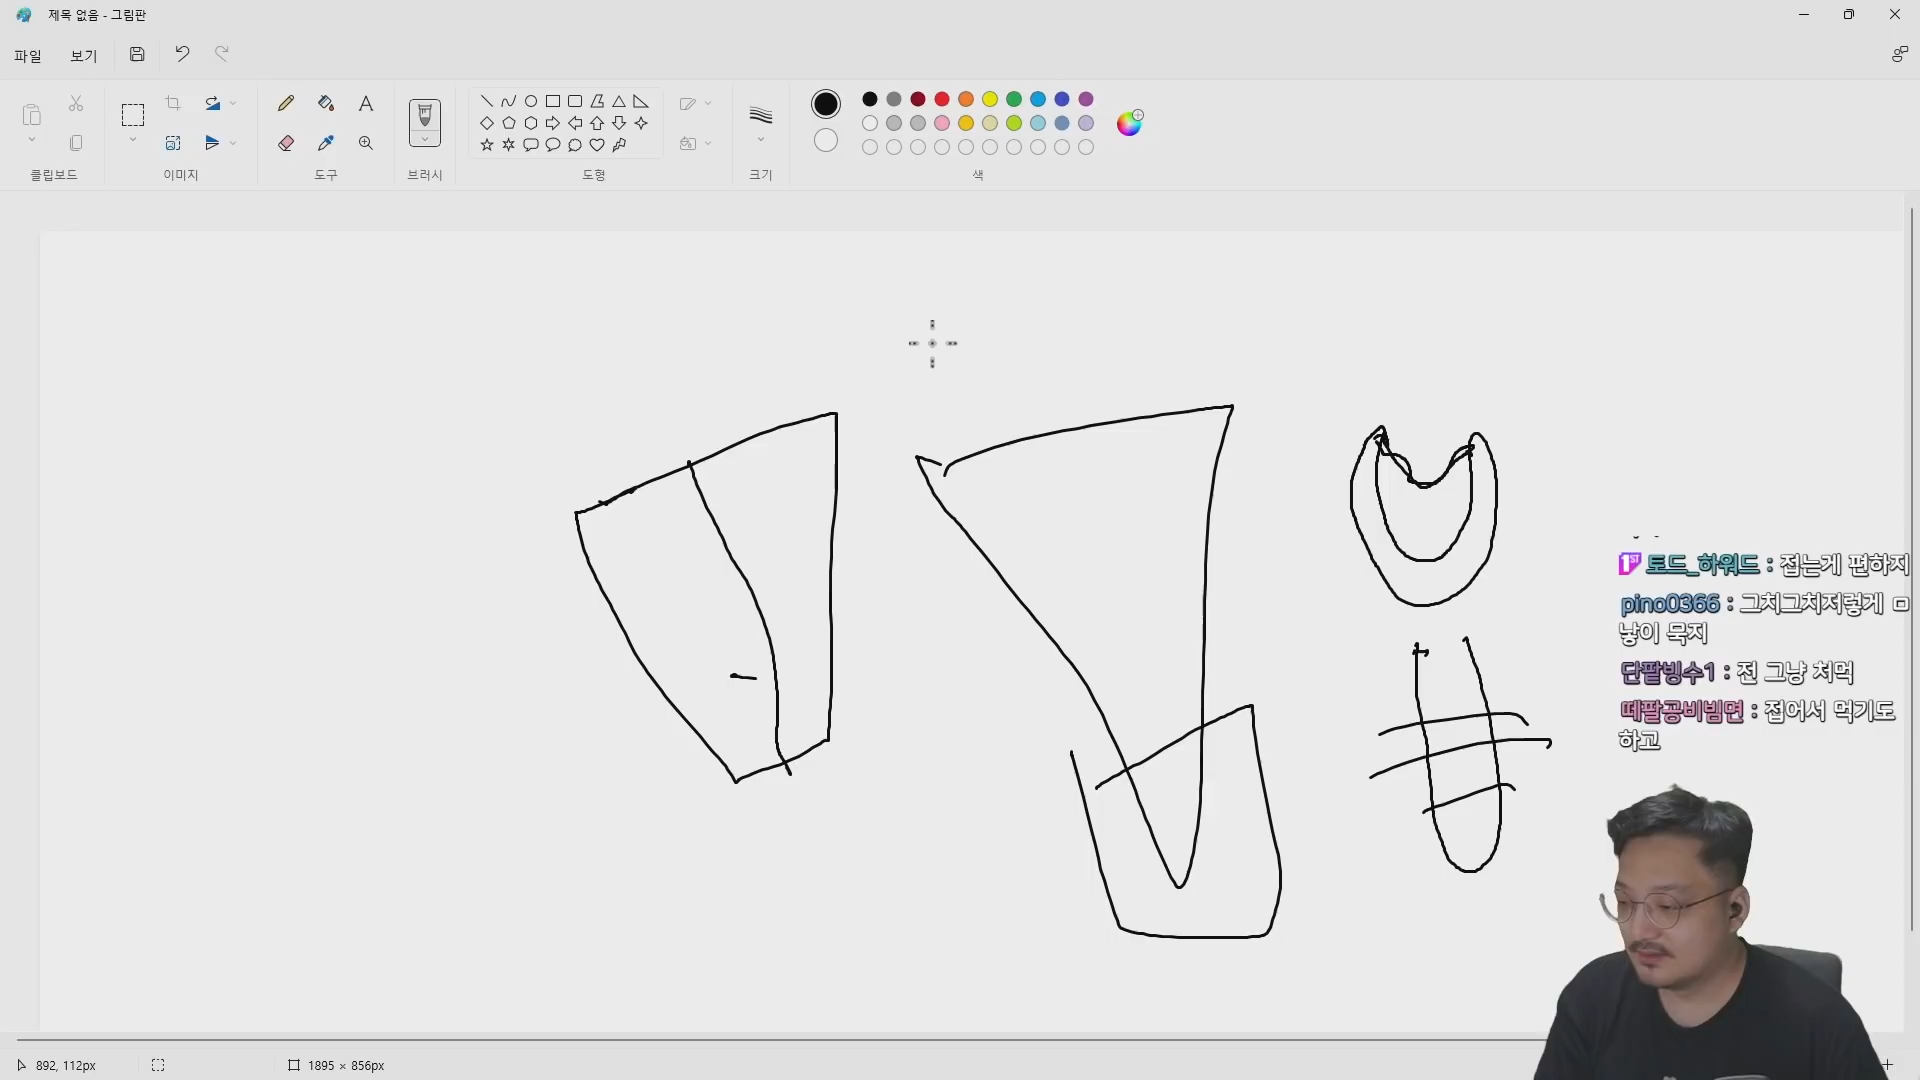 제목 없음 - 그림판
파일
보기
클립보드
이미지
도구
브러시
도형
크기
색
토드_하워드 : 접는게 편하지
pino0366 : 그치그치저렇게 ㅁ
낳이 묵지
단팥빙수1 : 전 그냥 처먹
떼팔공비빔면 : 접어서 먹기도
하고
892, 112px
1895 × 856px